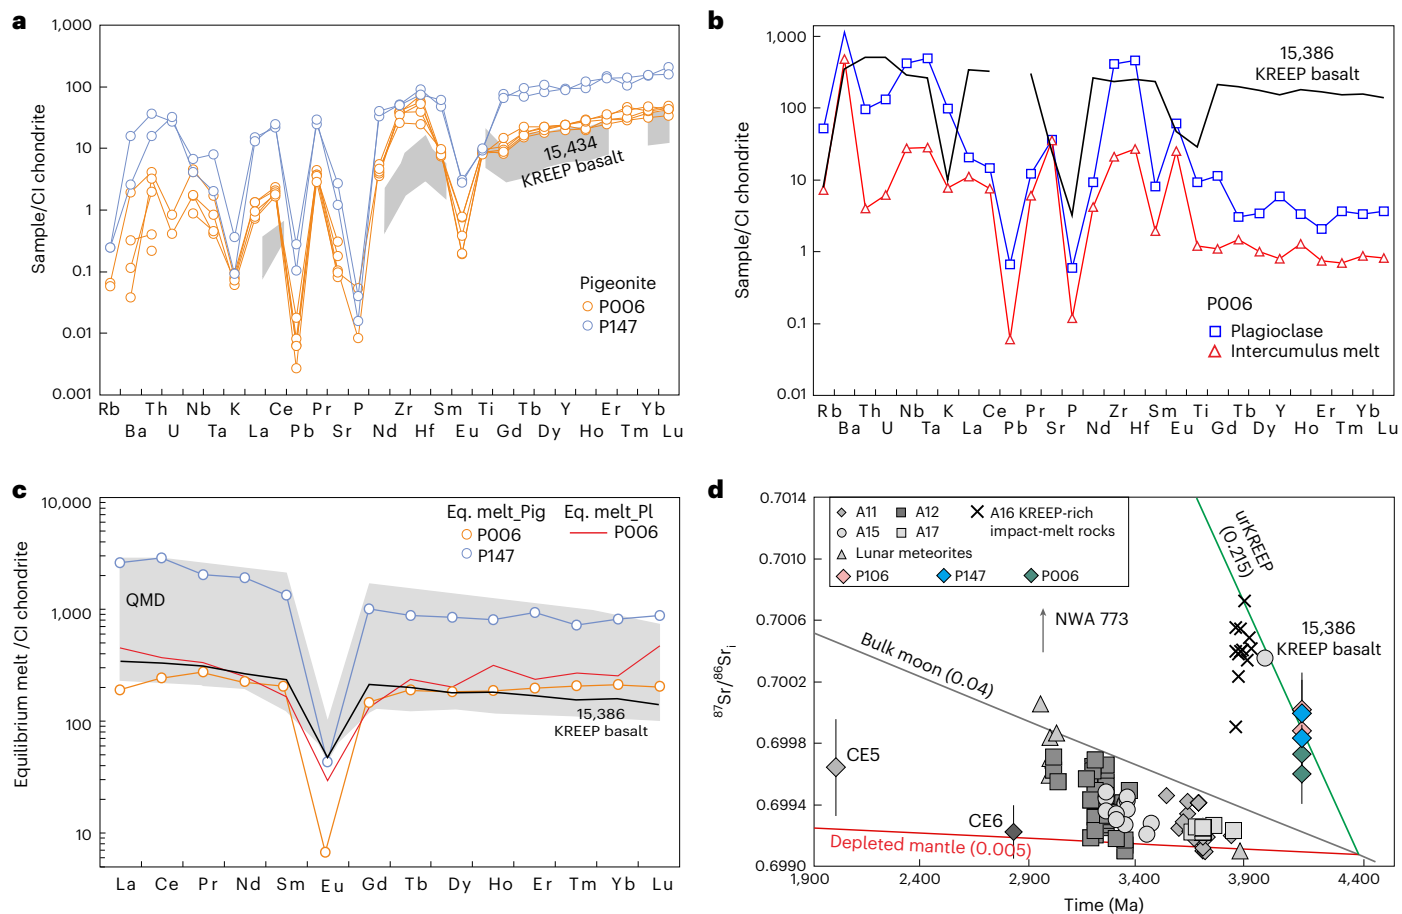 a
1,000
100
10
1
0.1
0.01
0.001
Sample/CI chondrite
15,434
KREEP basalt
Pigeonite
P006
P147
Rb Th Nb K Ce Pr P Zr Sm Ti Tb Y Er Yb
Ba U Ta La Pb Sr Nd Hf Eu Gd Dy Ho Tm Lu
b
1,000
100
10
1
0.1
0.01
Sample/CI chondrite
15,386
KREEP basalt
P006
Plagioclase
Intercumulus melt
Rb Th Nb K Ce Pr P Zr Sm Ti Tb Y Er Yb
Ba U Ta La Pb Sr Nd Hf Eu Gd Dy Ho Tm Lu
c
10,000
1,000
100
10
Equilibrium melt /CI chondrite
Eq. melt_Pig
P006
P147
Eq. melt_Pl
P006
QMD
15,386
KREEP basalt
La Ce Pr Nd Sm Eu Gd Tb Dy Ho Er Tm Yb Lu
d
0.7014
0.7010
0.7006
0.7002
0.6998
0.6994
0.6990
87Sr/86Sri
A11 A12 A16 KREEP-rich
impact-melt rocks
A15 A17
Lunar meteorites
P106 P147 P006
urKREEP
(0.215)
NWA 773
15,386
KREEP basalt
Bulk moon (0.04)
CE5
CE6
Depleted mantle (0.005)
1,900 2,400 2,900 3,400 3,900 4,400
Time (Ma)